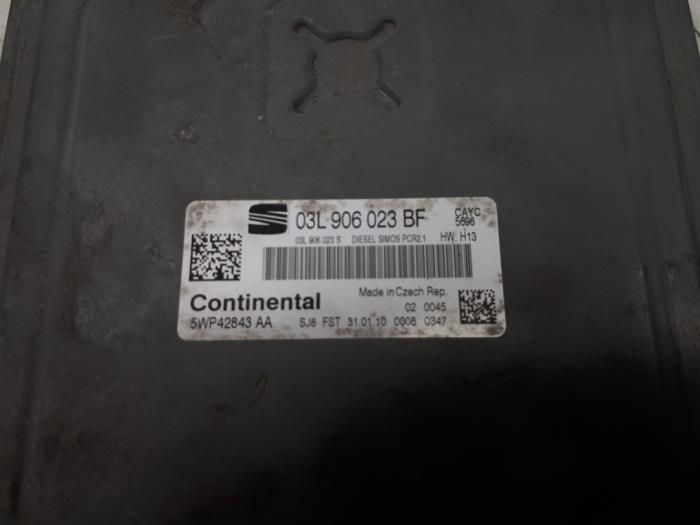 03L 906 023 BF
CAYC
5696
03L 906 023 S DIESEL SIMOS PCR2.1 HW: H13
Continental
Made in Czech Rep.
02 0045
5WP42843 AA SJ6 FST 31.01.10 0008 0347